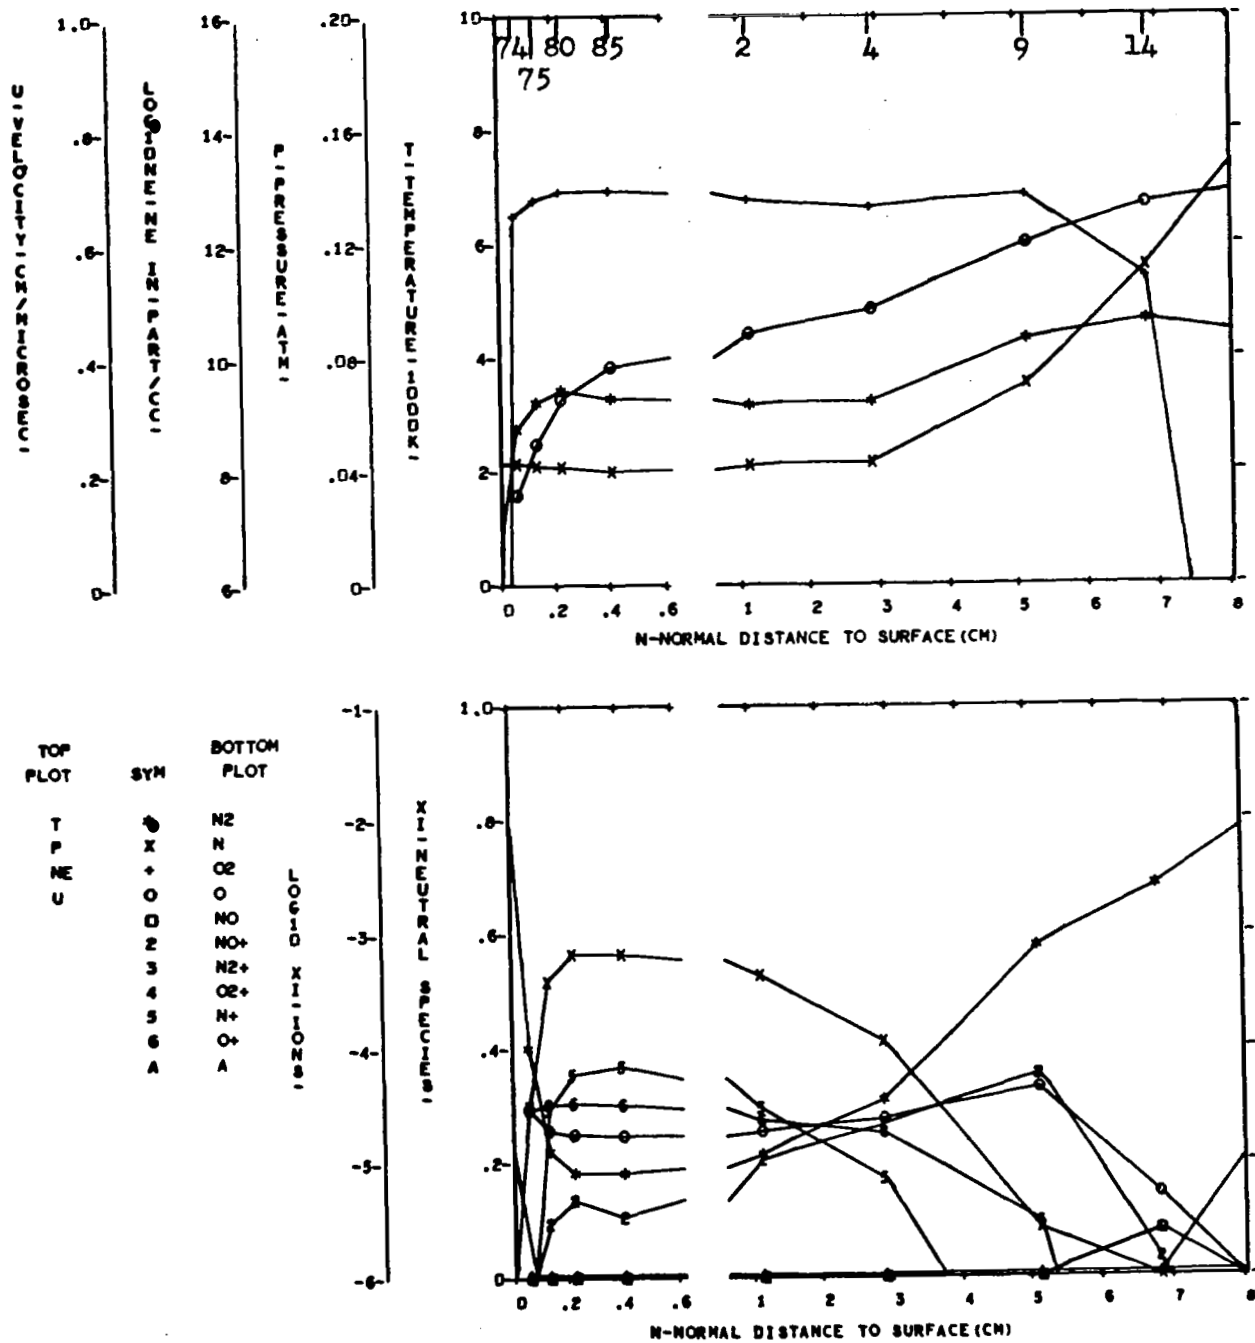 1.0-
.8-
.6-
.4-
.2-
0-
U-VELOCITY-CM/MICROSEC-
16-
14-
12-
10-
8-
6-
LOG10NE-NE IN-PART/CC-
.20-
.16-
.12-
.08-
.04-
0-
P-PRESSURE-ATM-
10
8-
6-
4-
2-
0-
T-TEMPERATURE-1000K-
74 80 85 2 4 9 14
75
0 .2 .4 .6 1 2 3 4 5 6 7 8
N-NORMAL DISTANCE TO SURFACE(CM)
TOP BOTTOM
PLOT SYM PLOT
T * N2
P X N
NE + O2
U O O
NO
2 NO+
3 N2+
4 O2+
5 N+
6 O+
A A
-1-
-2-
-3-
-4-
-5-
-6-
LOG10 XI-IONS-
1.0
.8-
.6-
.4-
.2-
0-
XI-NEUTRAL SPECIES-
0 .2 .4 .6 1 2 3 4 5 6 7 8
N-NORMAL DISTANCE TO SURFACE(CM)